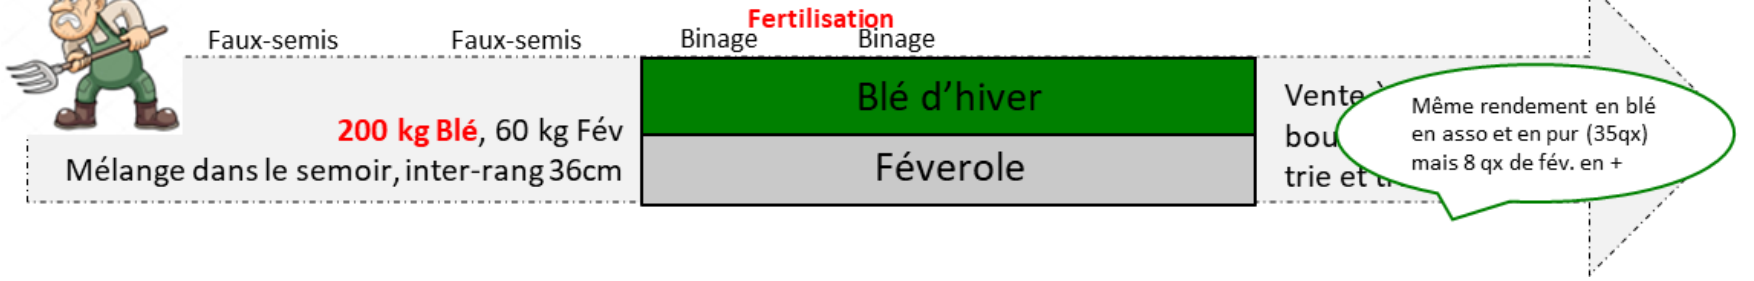 Fertilisation
Faux-semis Faux-semis Binage Binage
200 kg Blé, 60 kg Fév
Mélange dans le semoir, inter-rang 36cm
Blé d’hiver
Féverole
Vente
trie et
Même rendement en blé
en asso et en pur (35qx)
mais 8 qx de fév. en +